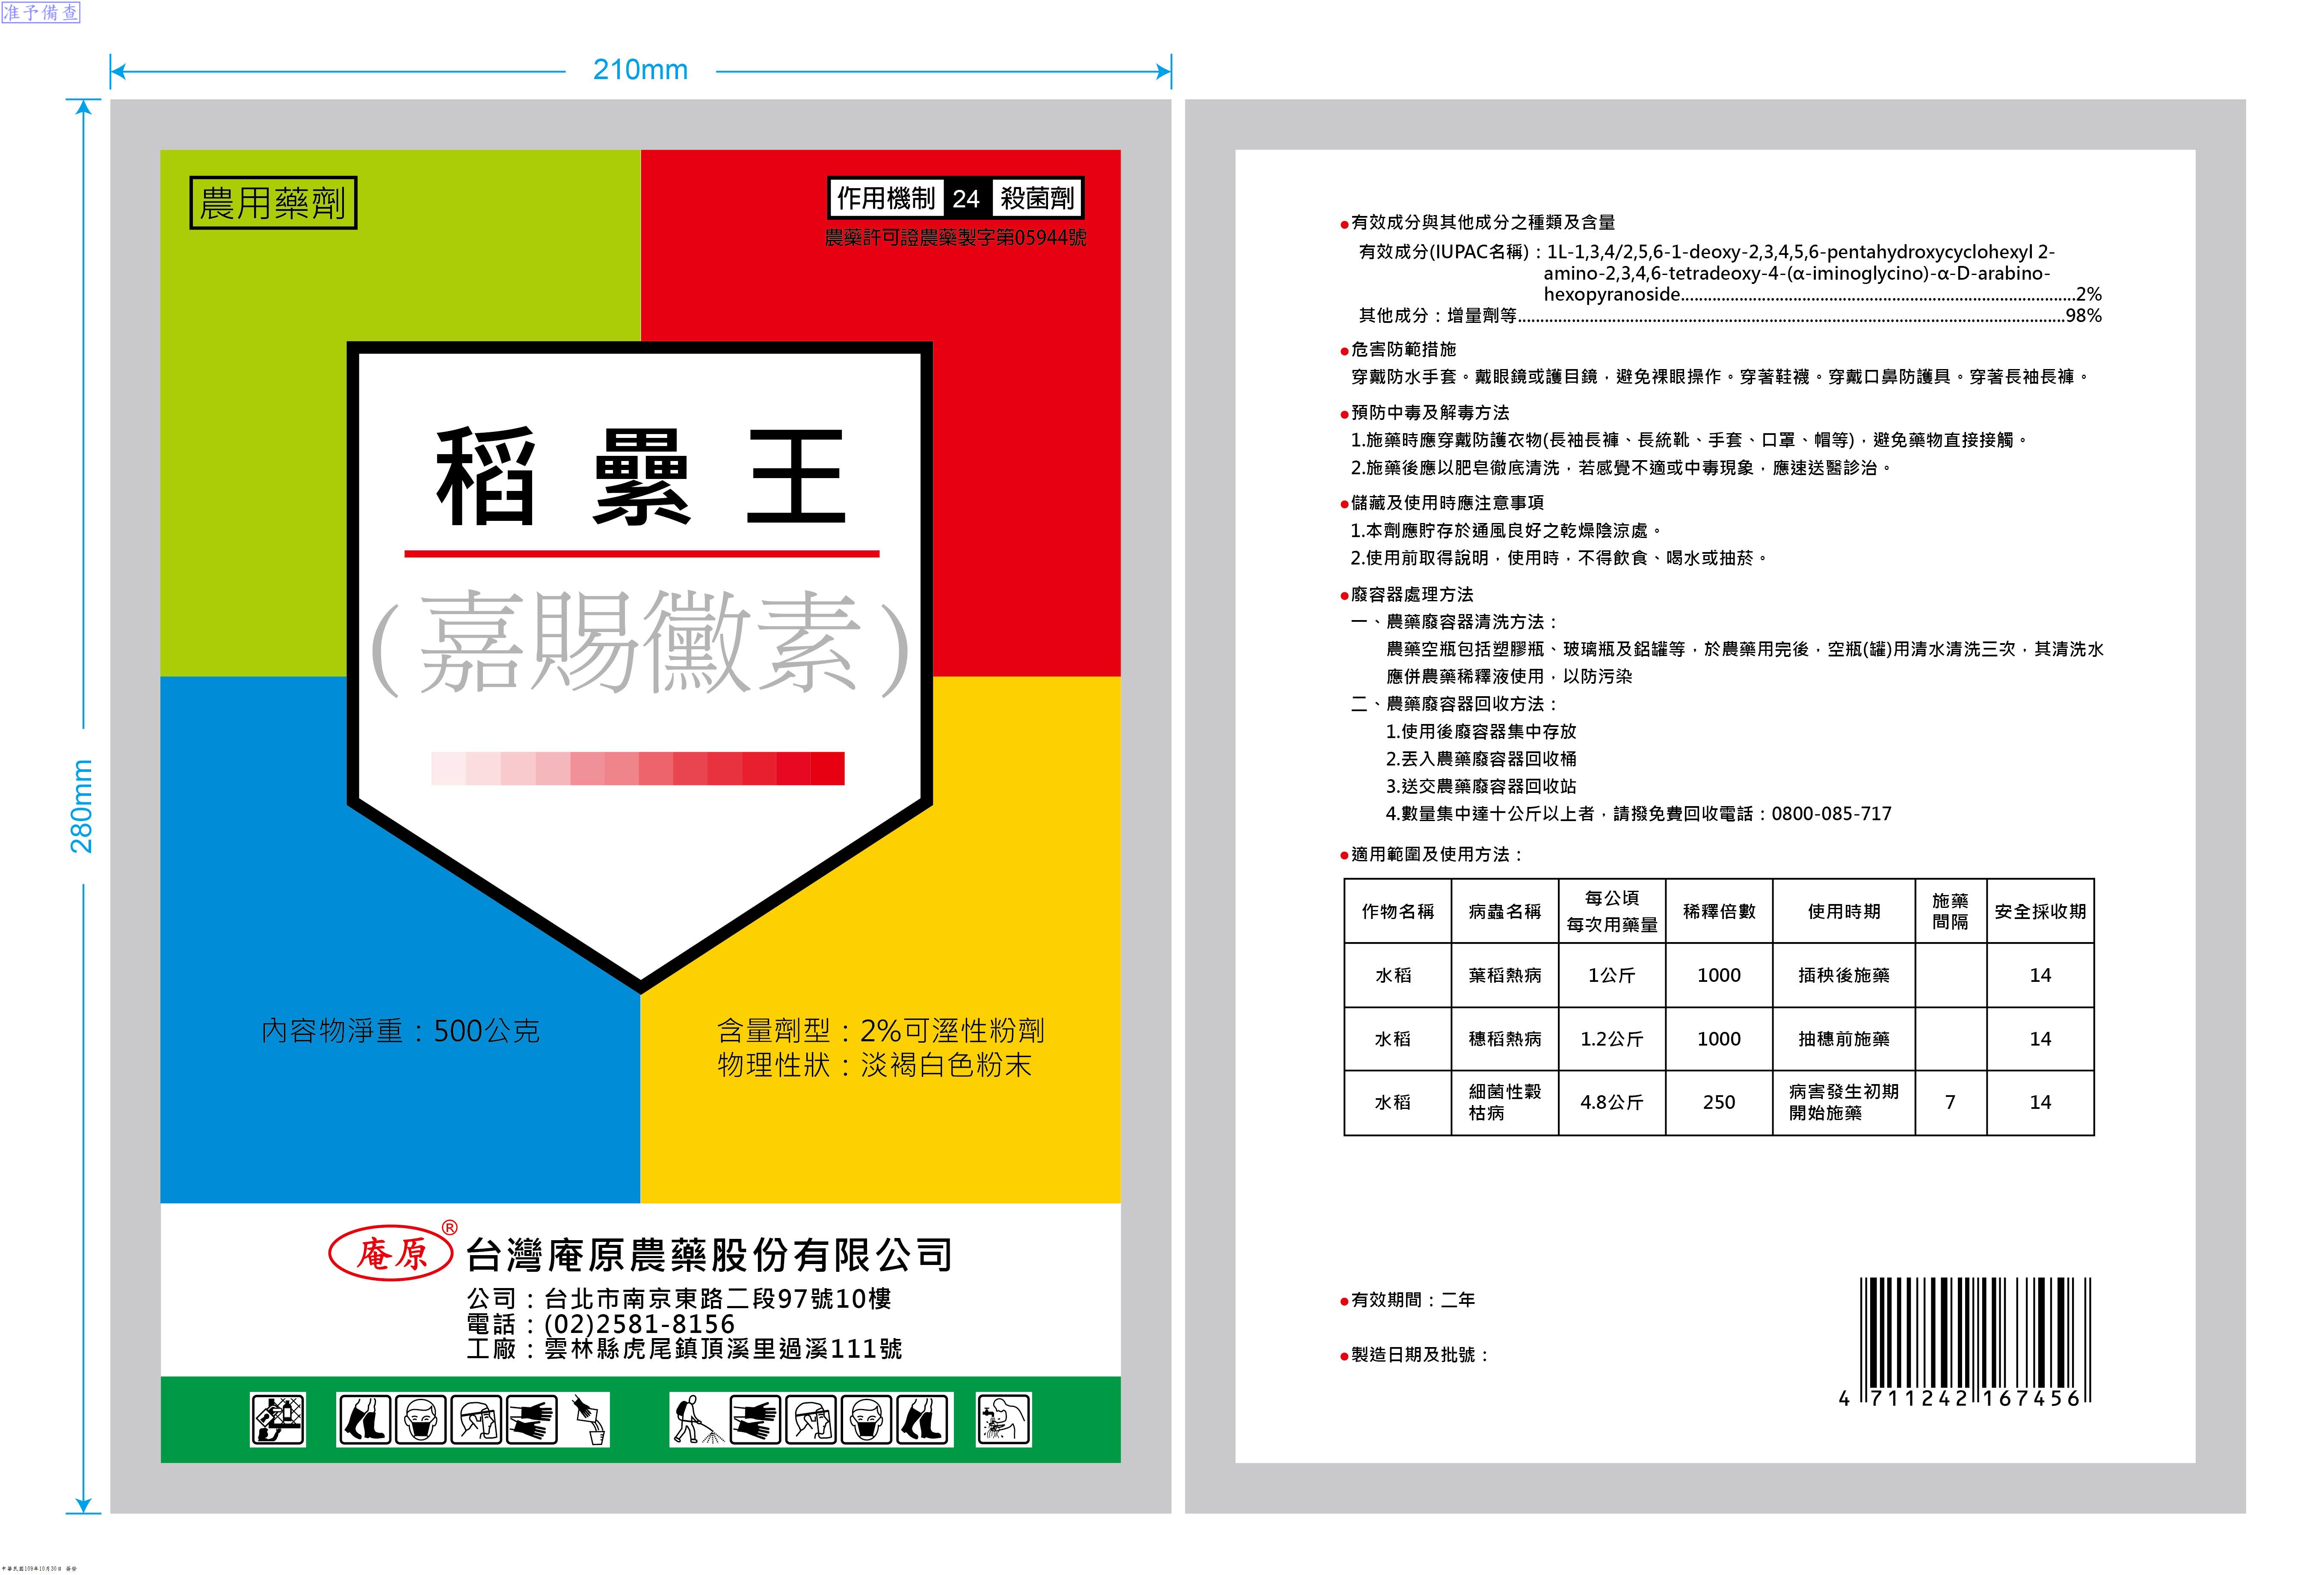 准予備查
210mm
280mm
農用藥劑
作用機制 24 殺菌劑
農藥許可證農藥製字第05944號
稻纍王
(嘉賜黴素)
內容物淨重：500公克
含量劑型：2%可溼性粉劑
物理性狀：淡褐白色粉末
庵原®
台灣庵原農藥股份有限公司
公司：台北市南京東路二段97號10樓
電話：(02)2581-8156
工廠：雲林縣虎尾鎮頂溪里過溪111號
●有效成分與其他成分之種類及含量
有效成分(IUPAC名稱)：1L-1,3,4/2,5,6-1-deoxy-2,3,4,5,6-pentahydroxycyclohexyl 2-
amino-2,3,4,6-tetradeoxy-4-(α-iminoglycino)-α-D-arabino-
hexopyranoside........................................................................................2%
其他成分：增量劑等..........................................................................................................................98%
●危害防範措施
穿戴防水手套。戴眼鏡或護目鏡，避免裸眼操作。穿著鞋襪。穿戴口鼻防護具。穿著長袖長褲。
●預防中毒及解毒方法
1.施藥時應穿戴防護衣物(長袖長褲、長統靴、手套、口罩、帽等)，避免藥物直接接觸。
2.施藥後應以肥皂徹底清洗，若感覺不適或中毒現象，應速送醫診治。
●儲藏及使用時應注意事項
1.本劑應貯存於通風良好之乾燥陰涼處。
2.使用前取得說明，使用時，不得飲食、喝水或抽菸。
●廢容器處理方法
一、農藥廢容器清洗方法：
農藥空瓶包括塑膠瓶、玻璃瓶及鋁罐等，於農藥用完後，空瓶(罐)用清水清洗三次，其清洗水
應併農藥稀釋液使用，以防污染
二、農藥廢容器回收方法：
1.使用後廢容器集中存放
2.丟入農藥廢容器回收桶
3.送交農藥廢容器回收站
4.數量集中達十公斤以上者，請撥免費回收電話：0800-085-717
●適用範圍及使用方法：
作物名稱 病蟲名稱 每公頃每次用藥量 稀釋倍數 使用時期 施藥間隔 安全採收期
水稻 葉稻熱病 1公斤 1000 插秧後施藥 14
水稻 穗稻熱病 1.2公斤 1000 抽穗前施藥 14
水稻 細菌性穀枯病 4.8公斤 250 病害發生初期開始施藥 7 14
●有效期間：二年
●製造日期及批號：
4 711242 167456
中華民國109年10月30日